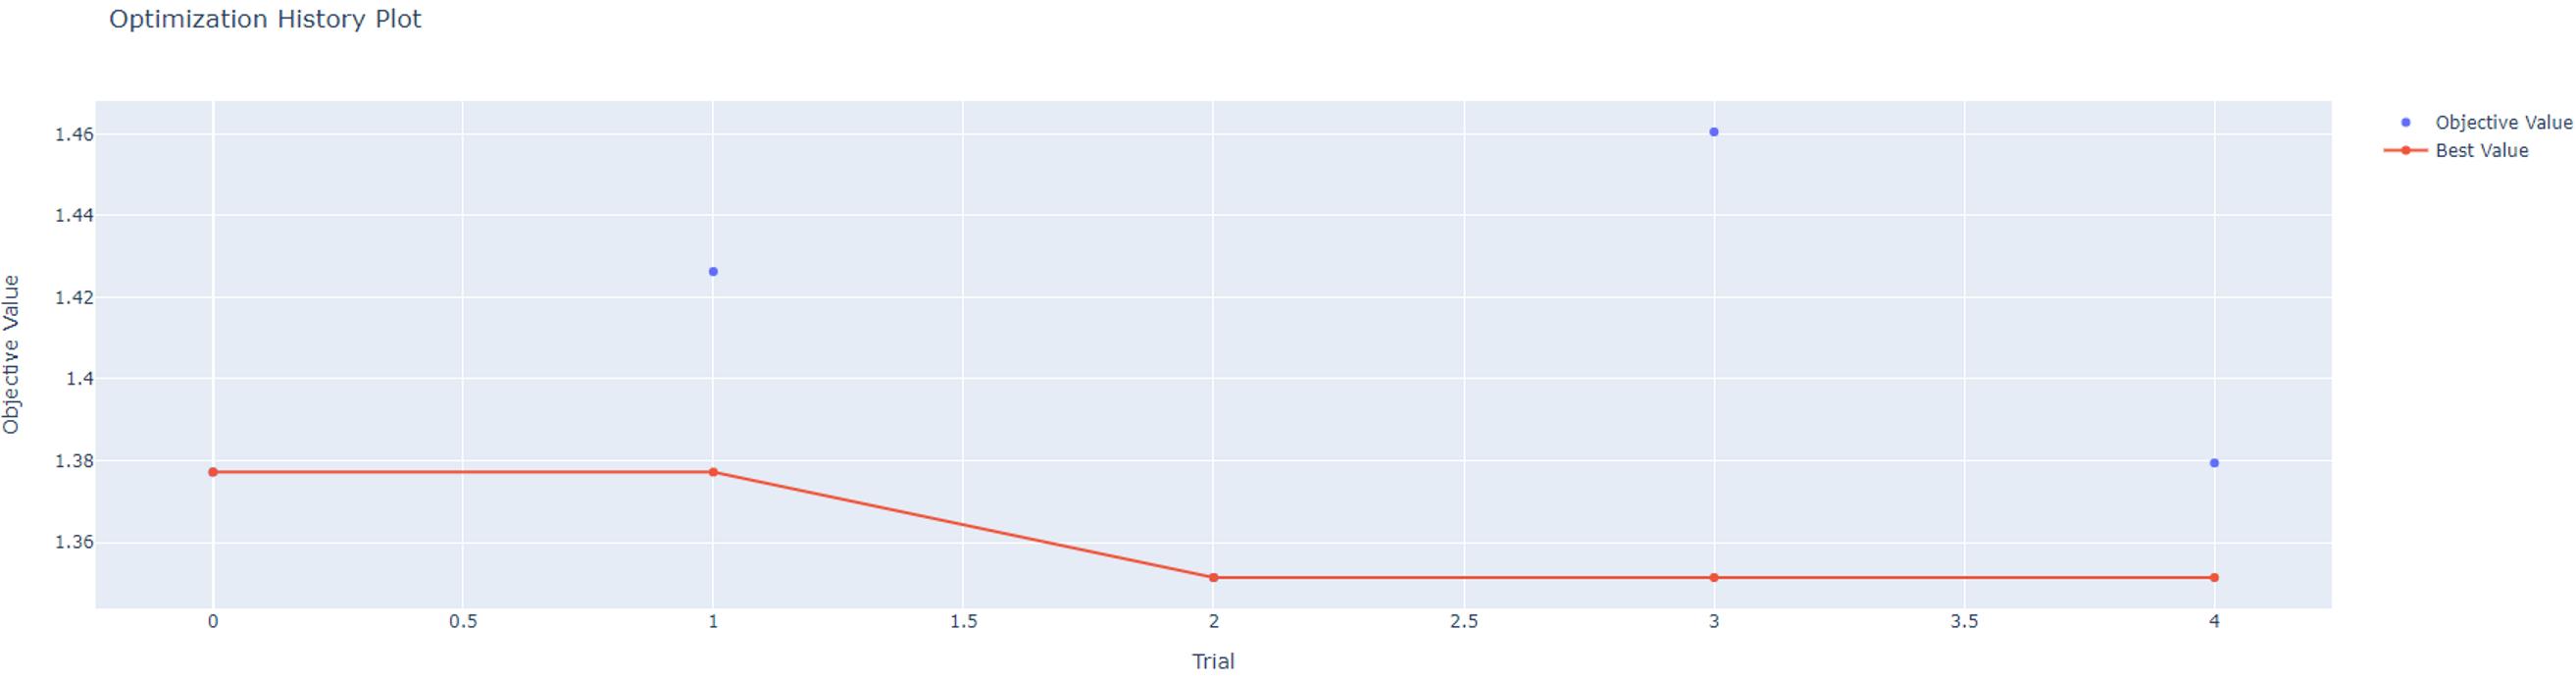 Optimization History Plot
1.46
1.44
1.42
1.4
1.38
1.36
Objective Value
0 0.5 1 1.5 2 2.5 3 3.5 4
Trial
Objective Value
Best Value